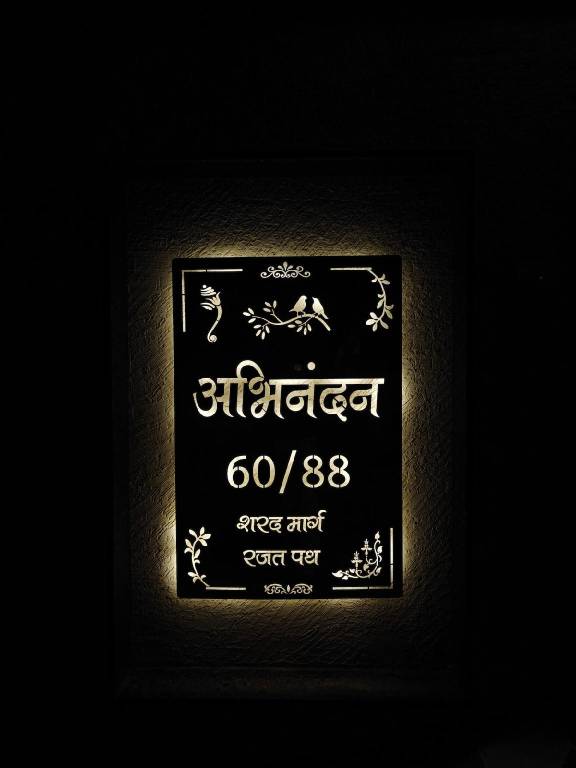 अभिनंदन
60/88
शरद मार्ग
रजत पथ